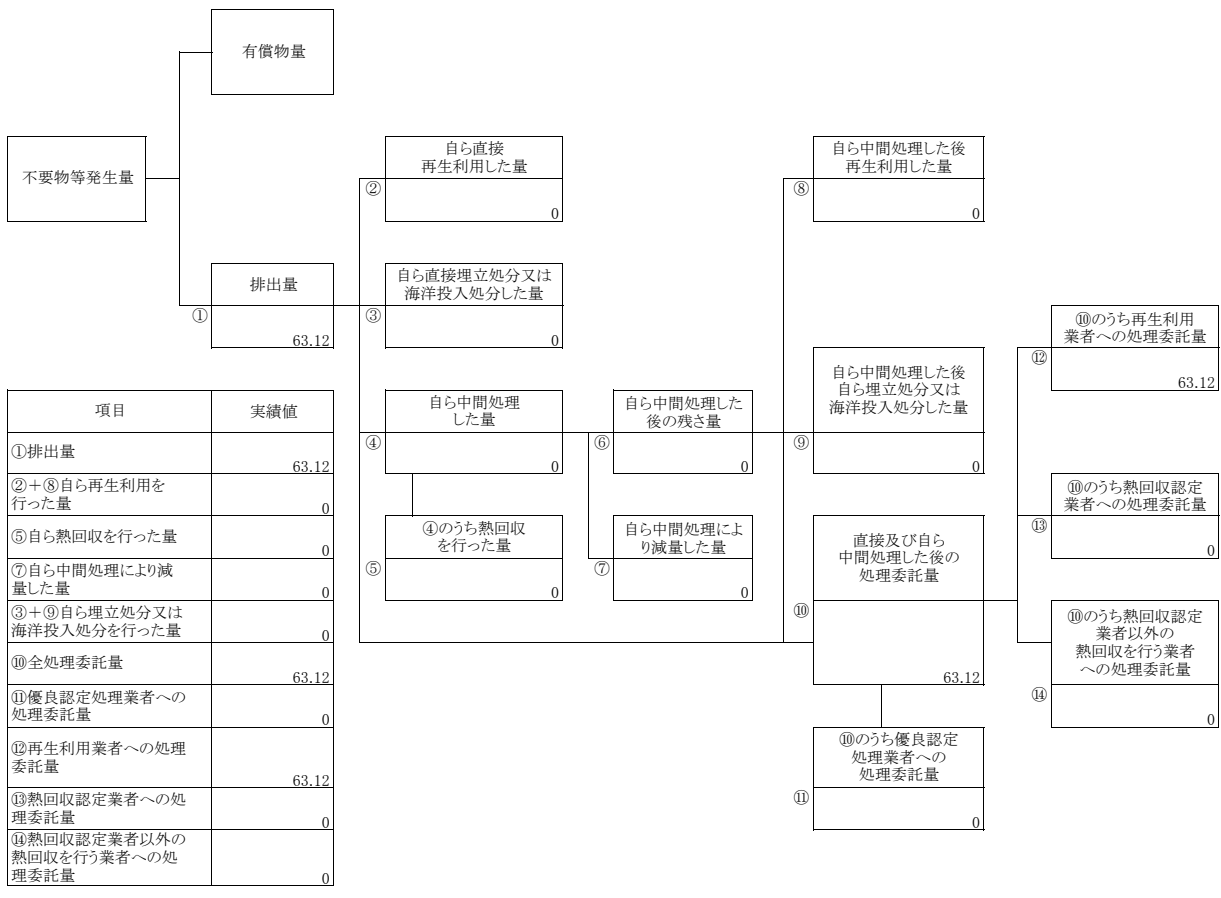 有償物量
不要物等発生量
自ら直接
再生利用した量
②
0
自ら中間処理した後
再生利用した量
⑧
0
排出量
①
63.12
自ら直接埋立処分又は
海洋投入処分した量
③
0
⑩のうち再生利用
業者への処理委託量
⑫
63.12
自ら中間処理した後
自ら埋立処分又は
海洋投入処分した量
⑨
0
自ら中間処理
した量
④
0
自ら中間処理した
後の残さ量
⑥
0
⑩のうち熱回収認定
業者への処理委託量
⑬
0
④のうち熱回収
を行った量
⑤
0
自ら中間処理によ
り減量した量
⑦
0
直接及び自ら
中間処理した後の
処理委託量
⑩
63.12
⑩のうち熱回収認定
業者以外の
熱回収を行う業者
への処理委託量
⑭
0
⑩のうち優良認定
処理業者への
処理委託量
⑪
0
項目 実績値
①排出量
63.12
②＋⑧自ら再生利用を
行った量
0
⑤自ら熱回収を行った量
0
⑦自ら中間処理により減
量した量
0
③＋⑨自ら埋立処分又は
海洋投入処分を行った量
0
⑩全処理委託量
63.12
⑪優良認定処理業者への
処理委託量
0
⑫再生利用業者への処理
委託量
63.12
⑬熱回収認定業者への処
理委託量
0
⑭熱回収認定業者以外の
熱回収を行う業者への処
理委託量
0